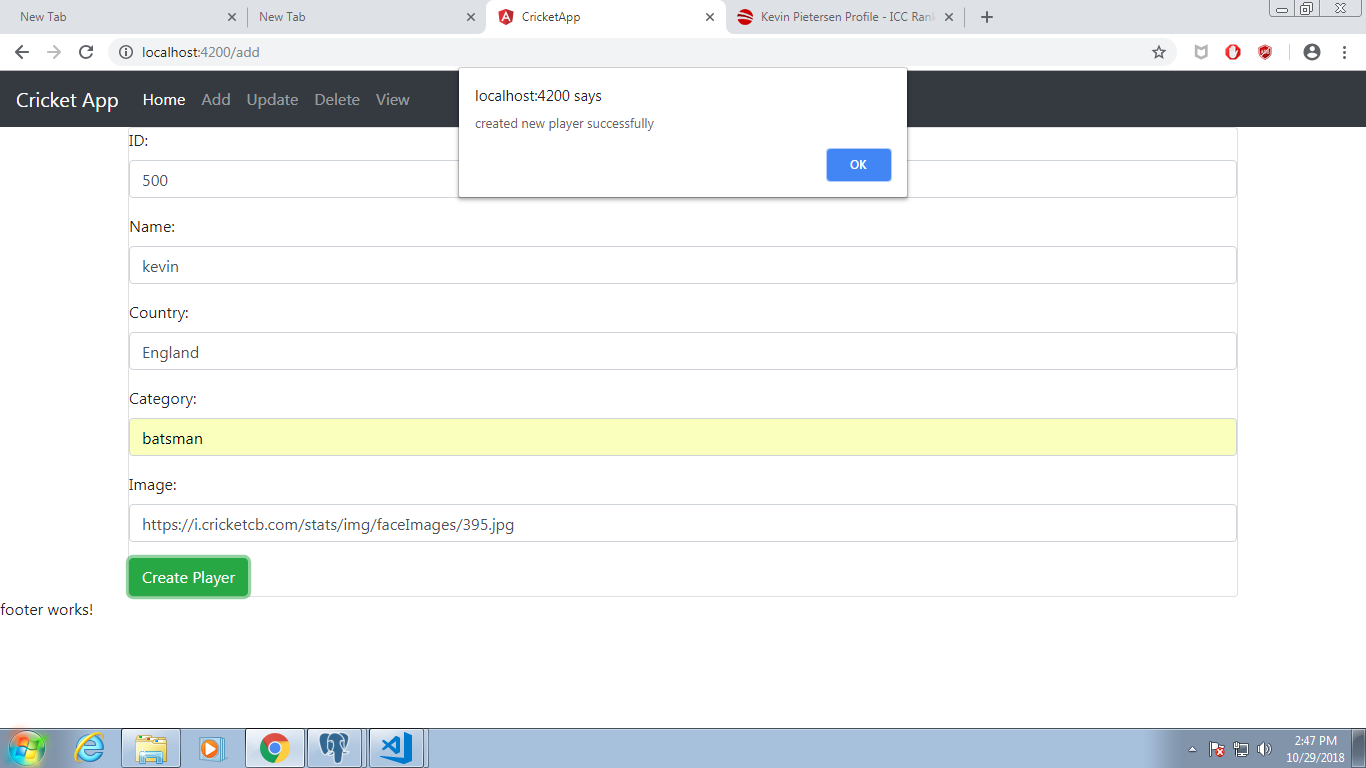 New Tab
New Tab
CricketApp
Kevin Pietersen Profile - ICC Ran
localhost:4200/add
Cricket App Home Add Update Delete View
localhost:4200 says
created new player successfully
OK
ID:
500
Name:
kevin
Country:
England
Category:
batsman
Image:
https://i.cricketcb.com/stats/img/faceImages/395.jpg
Create Player
footer works!
2:47 PM
10/29/2018